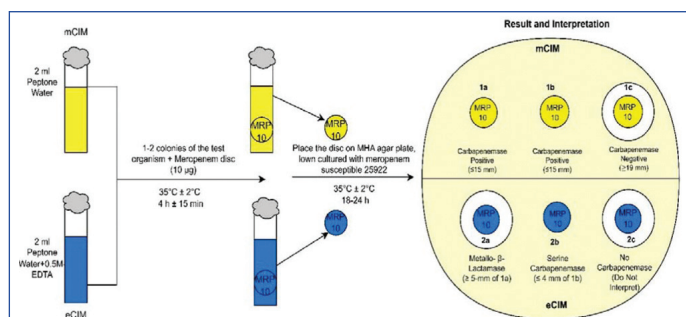 2 ml
Peptone
Water
2 ml
Peptone
Water+0.5M-
EDTA
eCIM
1-2 colonies of the test
organism + Meropenem disc
(10 µg)
35°C ± 2°C
4 h ± 15 min
MRP
10
MRP
10
MRP
10
MRP
10
Place the disc on MHA agar plate,
lown cultured with meropenem
susceptible 25922
35°C ± 2°C
18-24 h
Result and Interpretation
mCIM
1a
MRP
10
Carbapenemase
Positive
(≤15 mm)
1b
MRP
10
Carbapenemase
Positive
(≤15 mm)
1c
MRP
10
Carbapenemase
Negative
(≥19 mm)
MRP
10
2a
Metallo- β-
Lactamase
(≥ 5-mm of 1a)
MRP
10
2b
Serine
Carbapenemase
(≤ 4 mm of 1b)
MRP
10
2c
No
Carbapenemase
(Do Not
Interpret)
eCIM